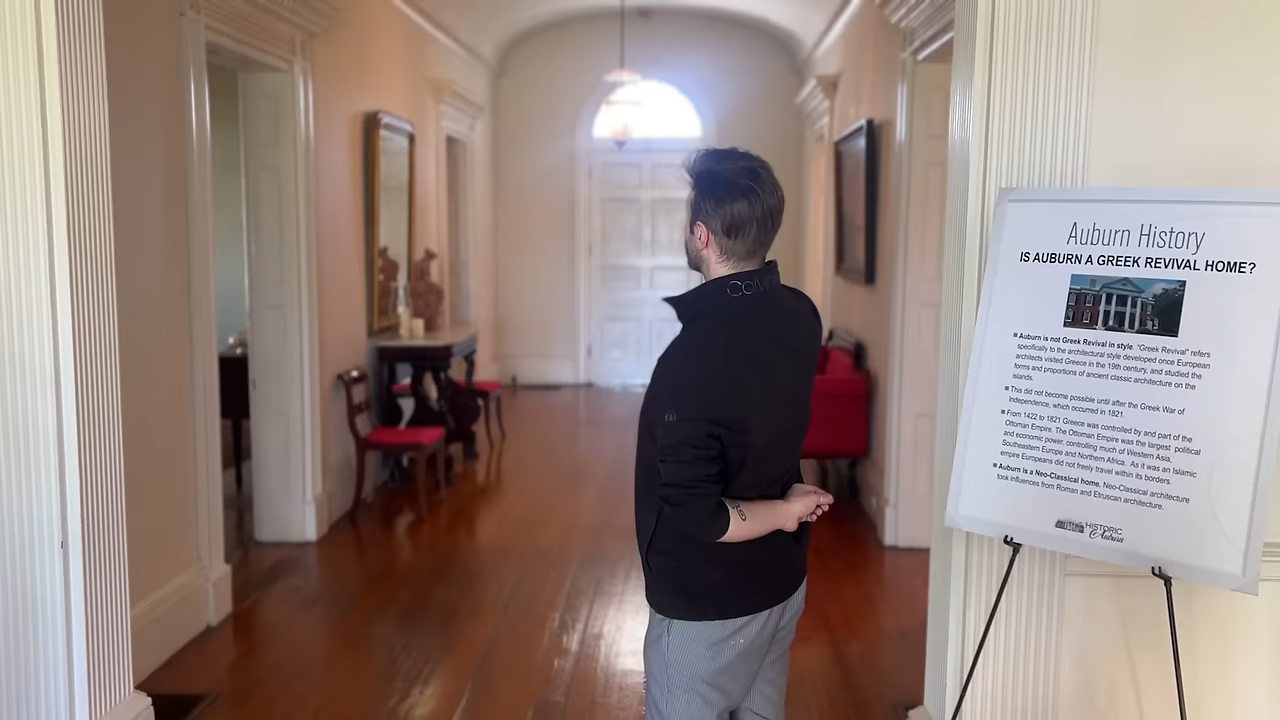 Auburn History
IS AUBURN A GREEK REVIVAL HOME?
Auburn is not Greek Revival in style. "Greek Revival" refers
specifically to the architectural style developed once European
architects visited Greece in the 19th century, and studied the
forms and proportions of ancient classic architecture on the
islands.
This did not become possible until after the Greek War of
Independence, which occurred in 1821.
From 1422 to 1821 Greece was controlled by and part of the
Ottoman Empire. The Ottoman Empire was the largest political
and economic power, controlling much of Western Asia,
Southeastern Europe and Northern Africa. As it was an Islamic
empire Europeans did not freely travel within its borders.
Auburn is a Neo-Classical home. Neo-Classical architecture
took influences from Roman and Etruscan architecture.
HISTORIC
Auburn